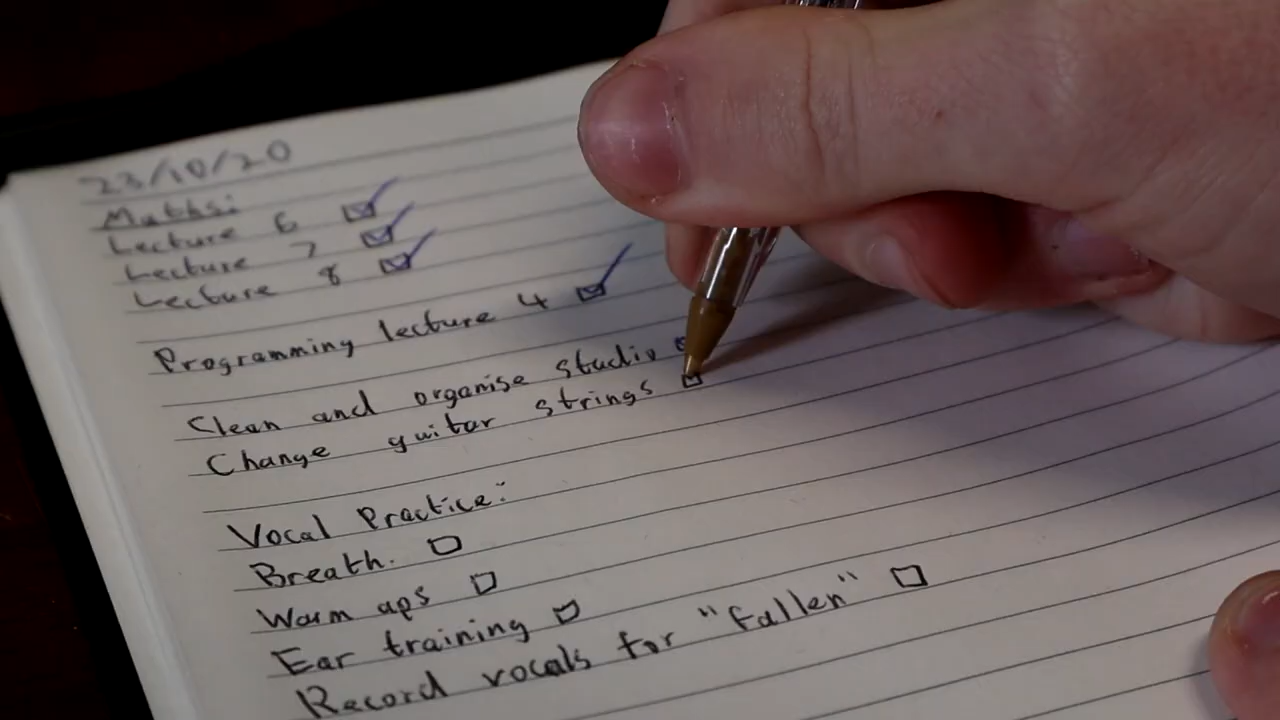 23/10/20
Maths:
Lecture 6
Lecture 7
Lecture 8
Programming lecture 4
Clean and organise studio
Change guitar strings
Vocal Practice:
Breath.
Warm aps
Ear training
Record vocals for "fallen"